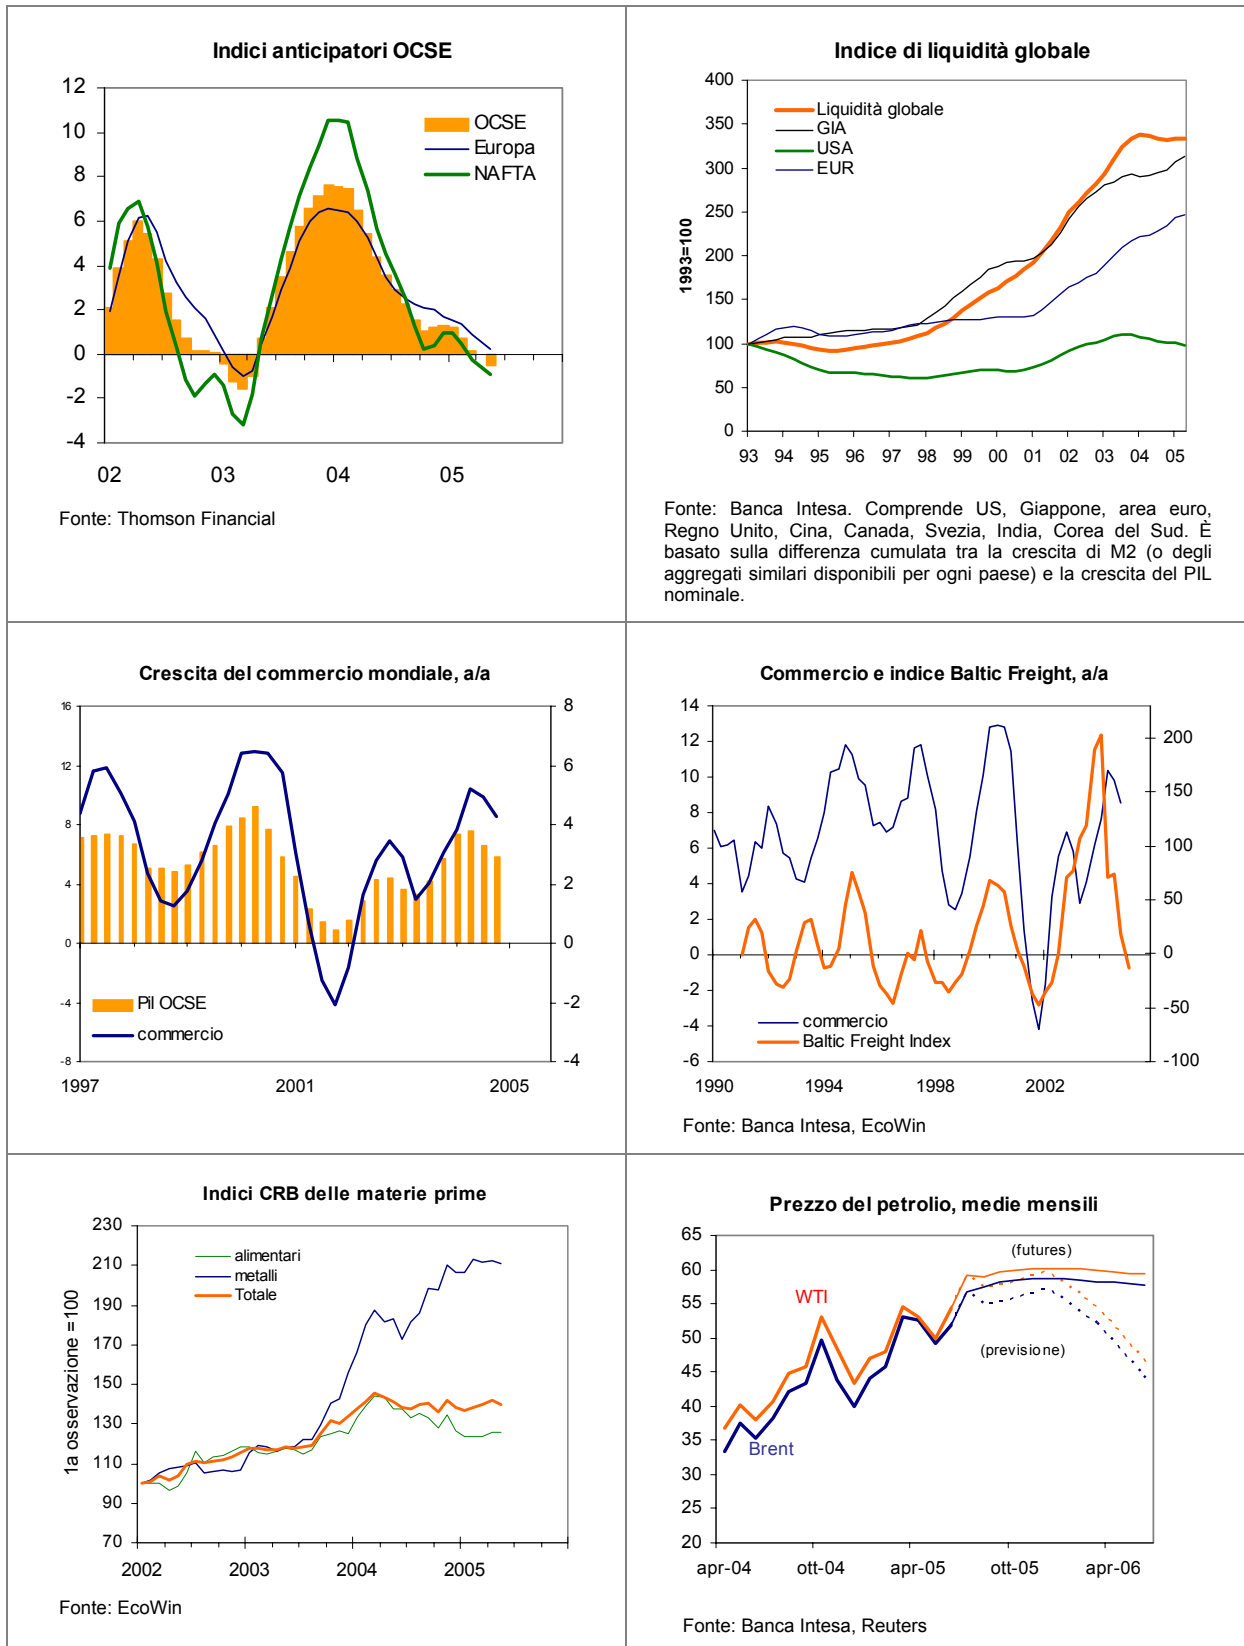 Indici anticipatori OCSE
12
10
8
6
4
2
0
-2
-4
OCSE
Europa
NAFTA
02 03 04 05
Fonte: Thomson Financial
Indice di liquidità globale
1993=100
400
350
300
250
200
150
100
50
0
Liquidità globale
GIA
USA
EUR
93 94 95 96 97 98 99 00 01 02 03 04 05
Fonte: Banca Intesa. Comprende US, Giappone, area euro,
Regno Unito, Cina, Canada, Svezia, India, Corea del Sud. È
basato sulla differenza cumulata tra la crescita di M2 (o degli
aggregati similari disponibili per ogni paese) e la crescita del PIL
nominale.
Crescita del commercio mondiale, a/a
16
12
8
4
0
-4
-8
8
6
4
2
0
-2
-4
Pil OCSE
commercio
1997 2001 2005
Commercio e indice Baltic Freight, a/a
14
12
10
8
6
4
2
0
-2
-4
-6
200
150
100
50
0
-50
-100
commercio
Baltic Freight Index
1990 1994 1998 2002
Fonte: Banca Intesa, EcoWin
Indici CRB delle materie prime
1a osservazione =100
230
210
190
170
150
130
110
90
70
alimentari
metalli
Totale
2002 2003 2004 2005
Fonte: EcoWin
Prezzo del petrolio, medie mensili
65
60
55
50
45
40
35
30
25
20
(futures)
WTI
(previsione)
Brent
apr-04 ott-04 apr-05 ott-05 apr-06
Fonte: Banca Intesa, Reuters